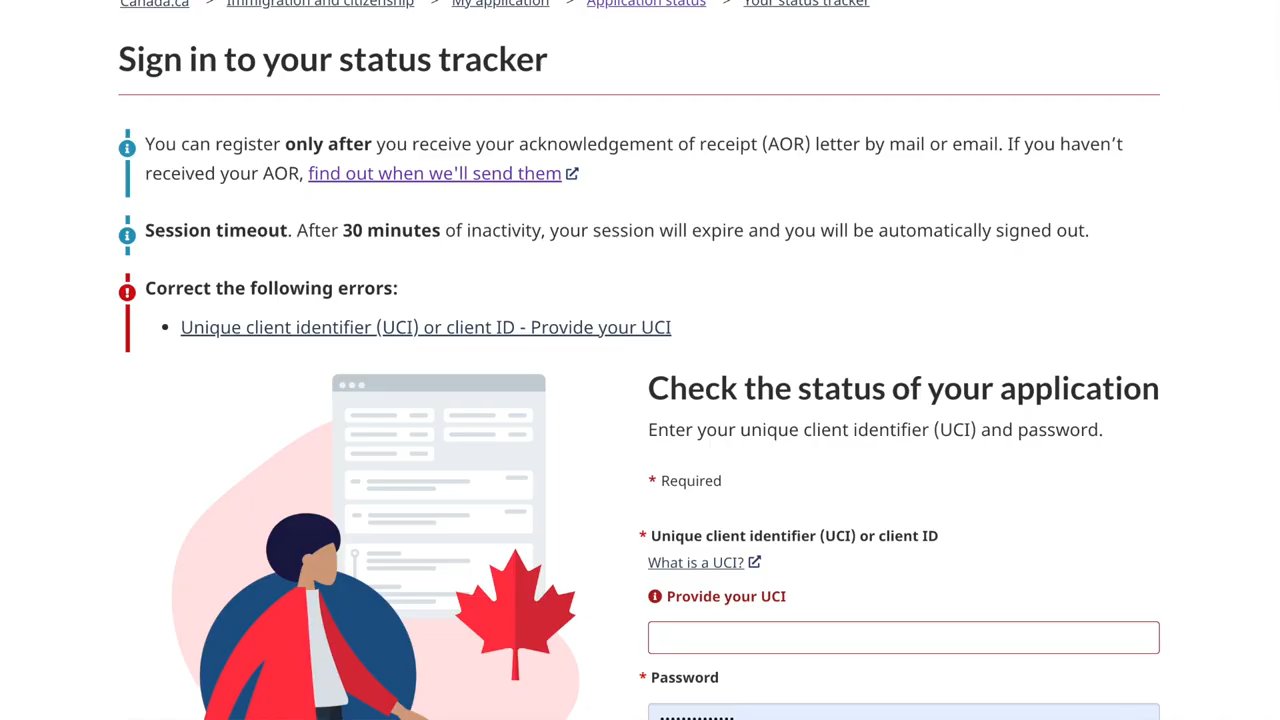 Canada.ca > Immigration and citizenship > My application > Application status > Your status tracker
Sign in to your status tracker
You can register only after you receive your acknowledgement of receipt (AOR) letter by mail or email. If you haven’t
received your AOR, find out when we'll send them
Session timeout. After 30 minutes of inactivity, your session will expire and you will be automatically signed out.
Correct the following errors:
• Unique client identifier (UCI) or client ID - Provide your UCI
Check the status of your application
Enter your unique client identifier (UCI) and password.
* Required
* Unique client identifier (UCI) or client ID
What is a UCI?
Provide your UCI
* Password
••••••••••••••